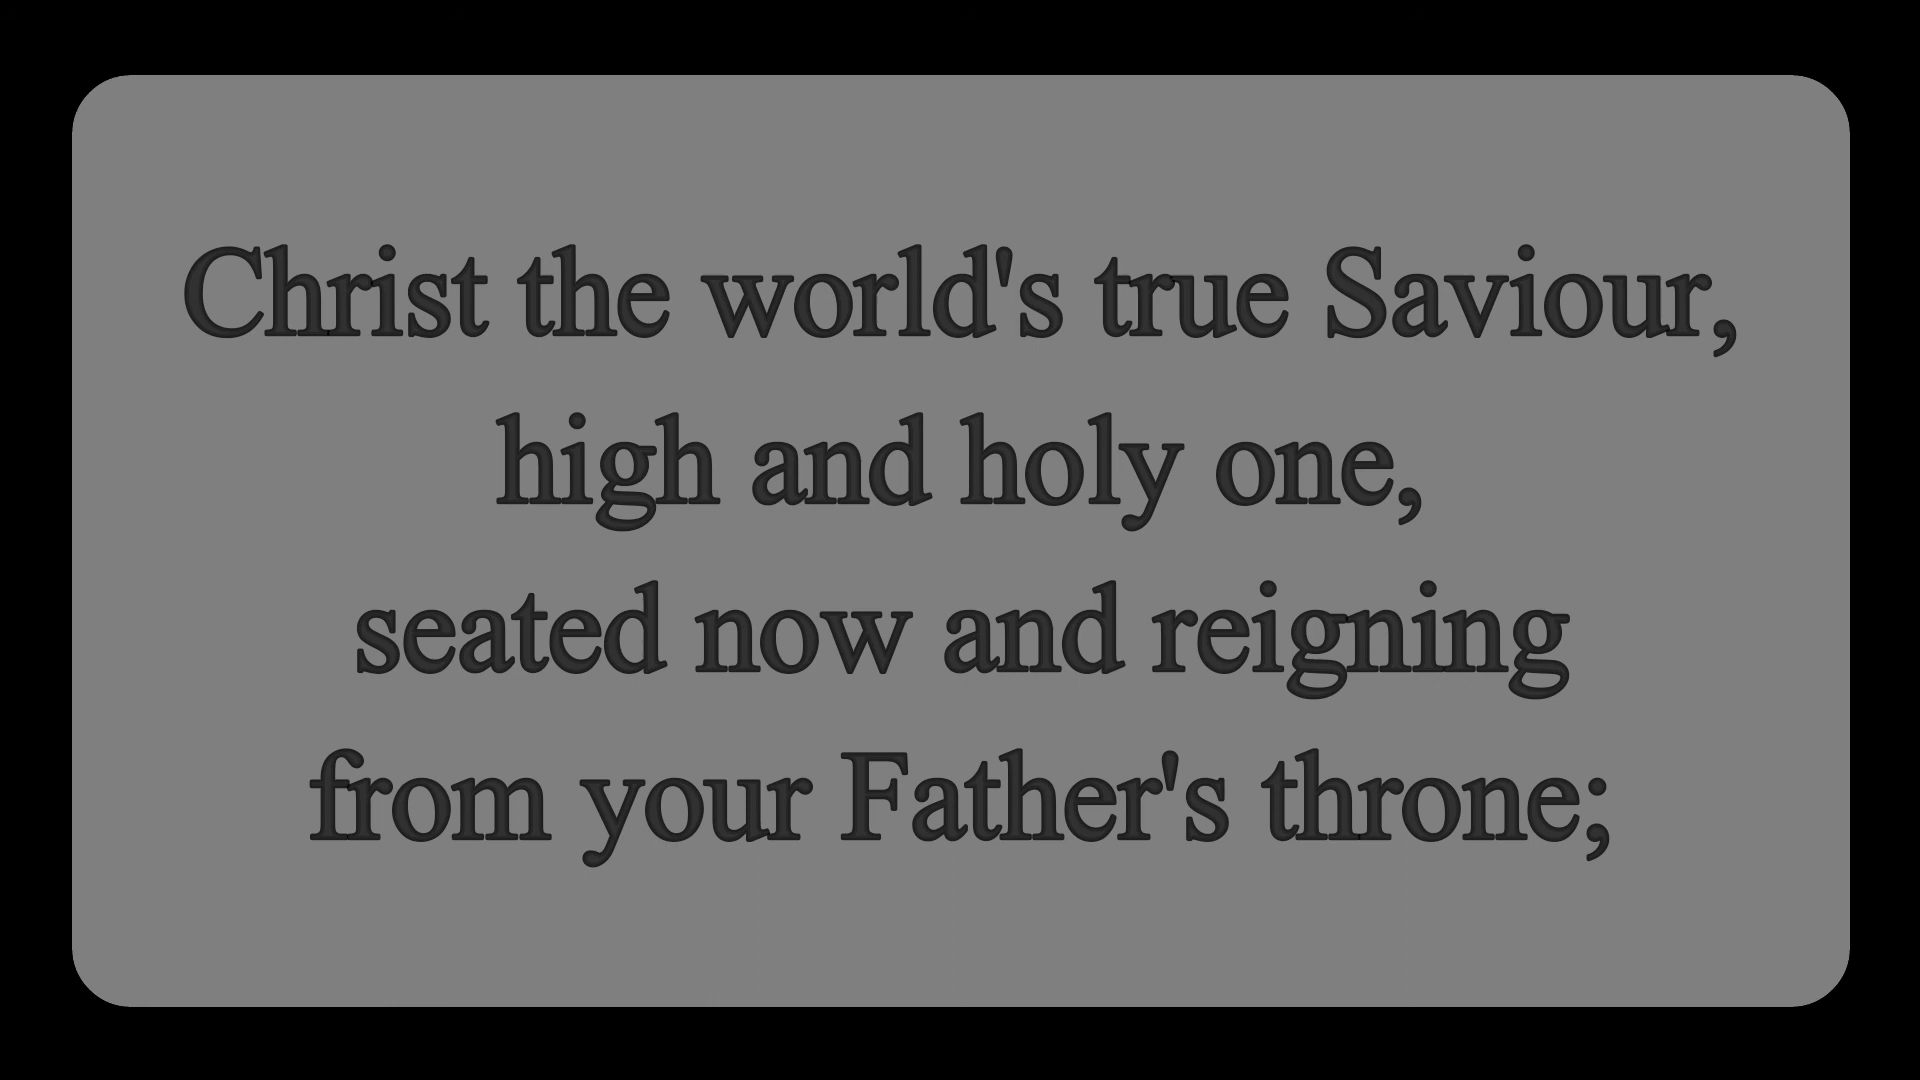 Christ the world's true Saviour,
high and holy one,
seated now and reigning
from your Father's throne;